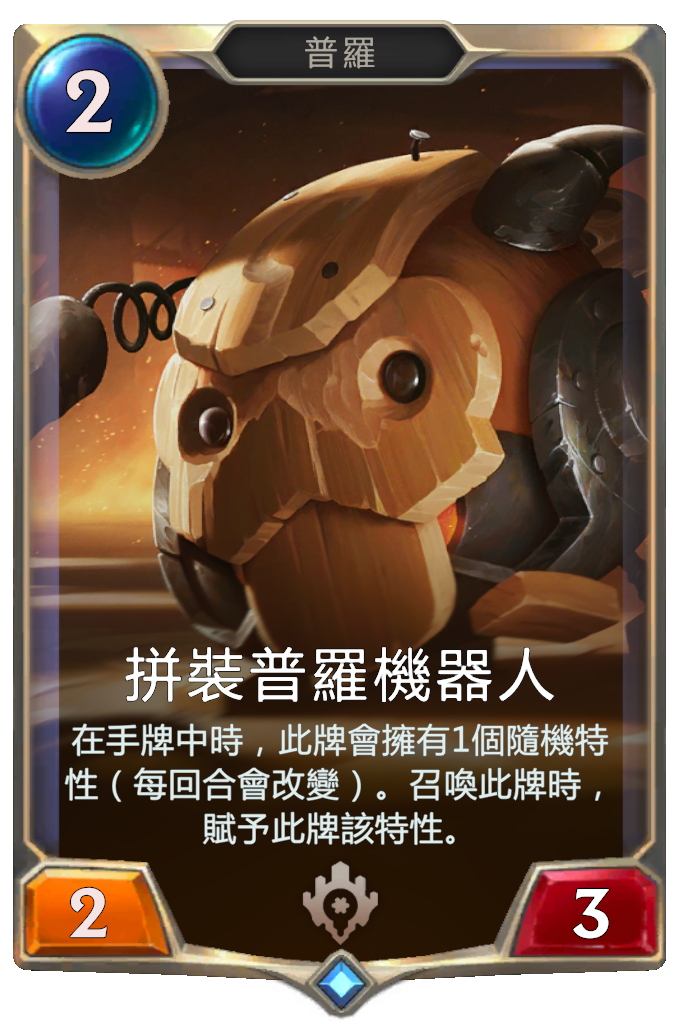 普羅
2
拼裝普羅機器人
在手牌中時，此牌會擁有1個隨機特
性（每回合會改變）。召喚此牌時，
賦予此牌該特性。
2
3